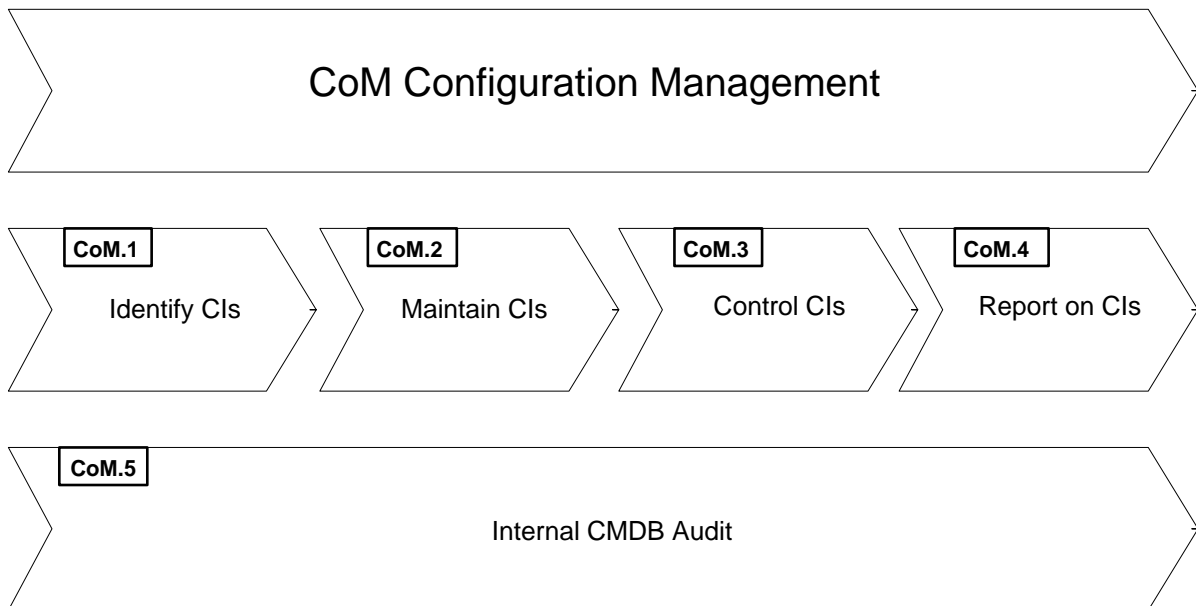 CoM Configuration Management
CoM.1
Identify CIs
CoM.2
Maintain CIs
CoM.3
Control CIs
CoM.4
Report on CIs
CoM.5
Internal CMDB Audit